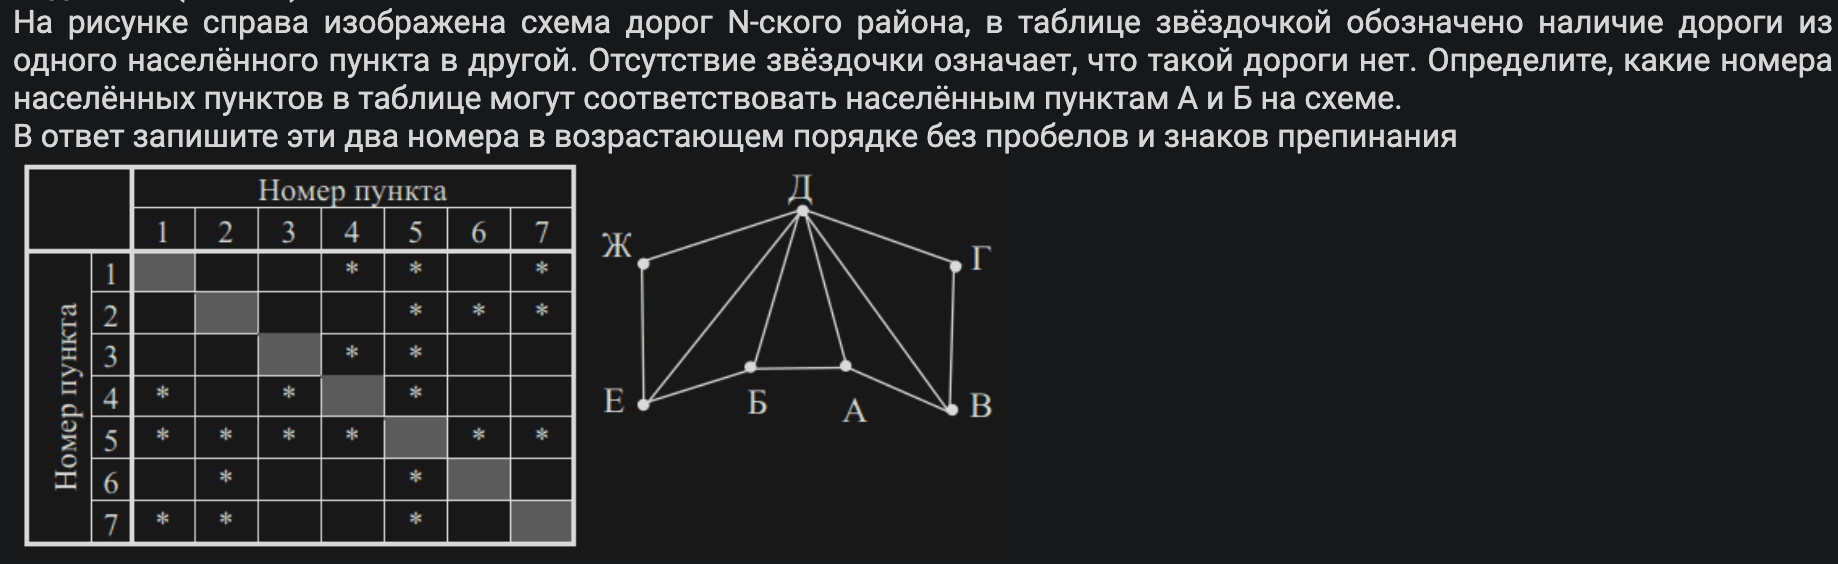 На рисунке справа изображена схема дорог N-ского района, в таблице звёздочкой обозначено наличие дороги из
одного населённого пункта в другой. Отсутствие звёздочки означает, что такой дороги нет. Определите, какие номера
населённых пунктов в таблице могут соответствовать населённым пунктам А и Б на схеме.
В ответ запишите эти два номера в возрастающем порядке без пробелов и знаков препинания
Номер пункта
1 2 3 4 5 6 7
Номер пункта
1 * * *
2 * * *
3 * *
4 * * *
5 * * * * * *
6 * *
7 * * *
Д
Ж
Г
Е
Б
А
В